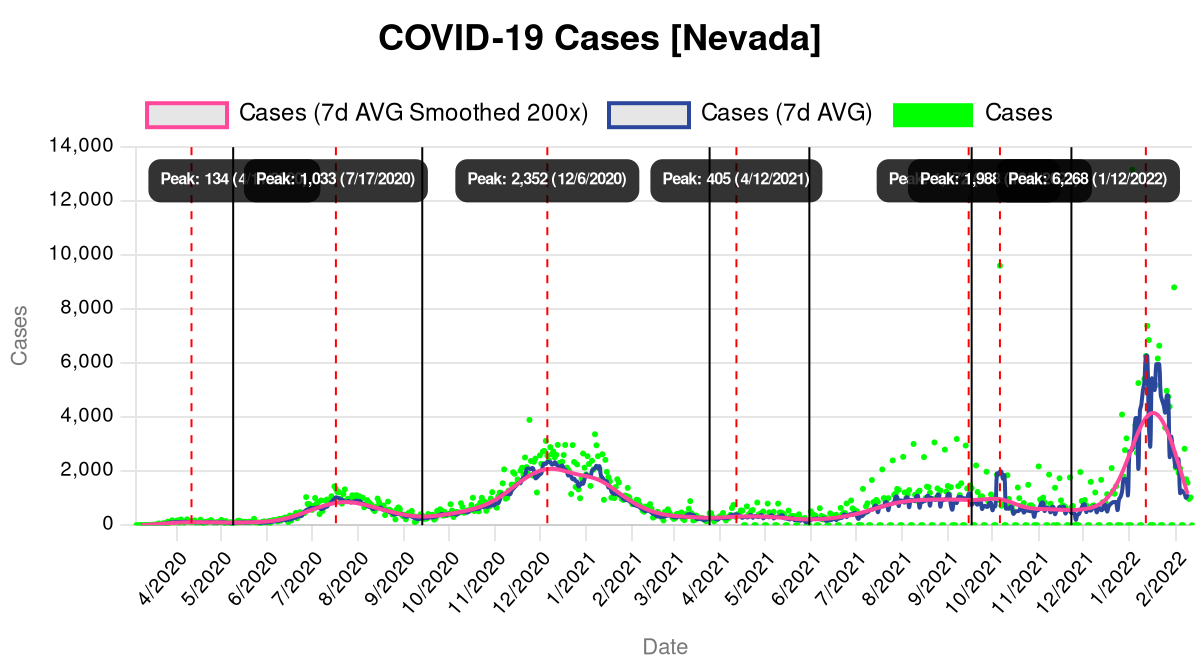 COVID-19 Cases [Nevada]
Cases (7d AVG Smoothed 200x)
Cases (7d AVG)
Cases
14,000
12,000
10,000
8,000
6,000
4,000
2,000
0
Cases
Peak: 134 (4/
Peak: 1,033 (7/17/2020)
Peak: 2,352 (12/6/2020)
Peak: 405 (4/12/2021)
Peak: 1,988
Peak: 6,268 (1/12/2022)
4/2020
5/2020
6/2020
7/2020
8/2020
9/2020
10/2020
11/2020
12/2020
1/2021
2/2021
3/2021
4/2021
5/2021
6/2021
7/2021
8/2021
9/2021
10/2021
11/2021
12/2021
1/2022
2/2022
Date